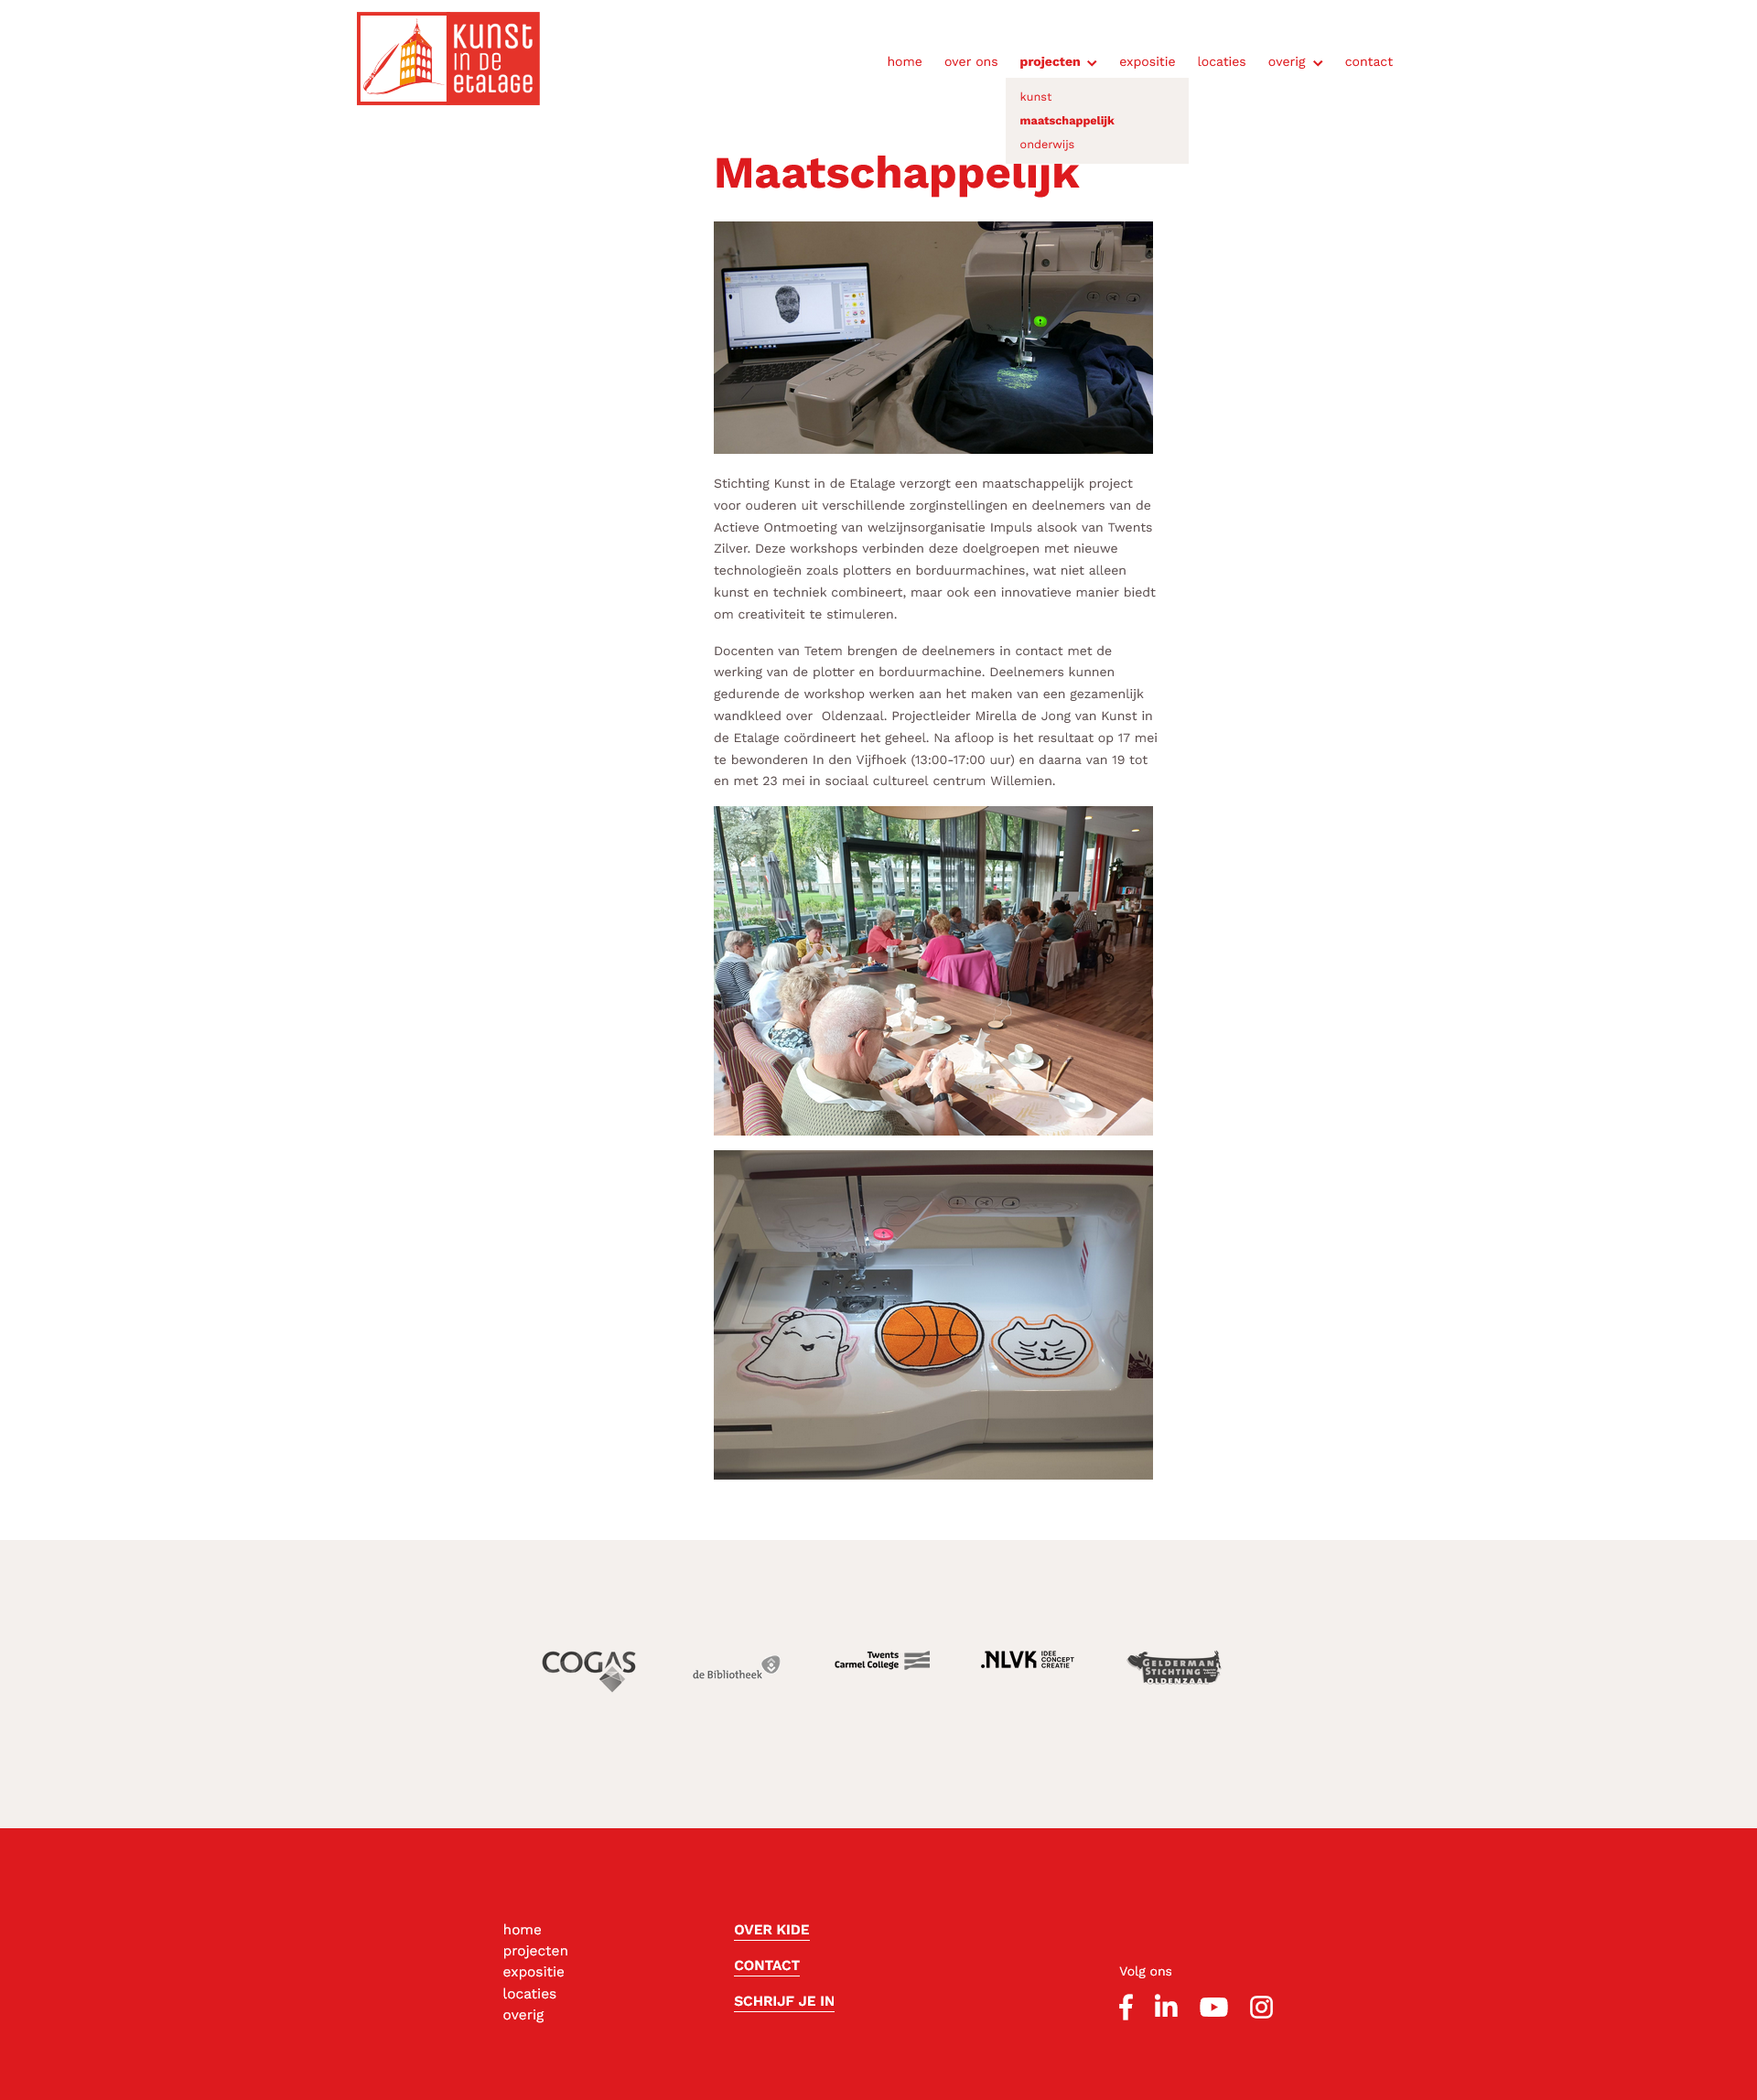 Kunst
in de
etalage
home over ons projecten expositie locaties overig contact
kunst
maatschappelijk
onderwijs
Maatschappelijk
Stichting Kunst in de Etalage verzorgt een maatschappelijk project
voor ouderen uit verschillende zorginstellingen en deelnemers van de
Actieve Ontmoeting van welzijnsorganisatie Impuls alsook van Twents
Zilver. Deze workshops verbinden deze doelgroepen met nieuwe
technologieën zoals plotters en borduurmachines, wat niet alleen
kunst en techniek combineert, maar ook een innovatieve manier biedt
om creativiteit te stimuleren.
Docenten van Tetem brengen de deelnemers in contact met de
werking van de plotter en borduurmachine. Deelnemers kunnen
gedurende de workshop werken aan het maken van een gezamenlijk
wandkleed over  Oldenzaal. Projectleider Mirella de Jong van Kunst in
de Etalage coördineert het geheel. Na afloop is het resultaat op 17 mei
te bewonderen In den Vijfhoek (13:00-17:00 uur) en daarna van 19 tot
en met 23 mei in sociaal cultureel centrum Willemien.
COGAS
de Bibliotheek
Twents
Carmel College
.NLVK IDEE
CONCEPT
CREATIE
GELDERMAN
STICHTING
OLDENZAAL
home
projecten
expositie
locaties
overig
OVER KIDE
CONTACT
SCHRIJF JE IN
Volg ons